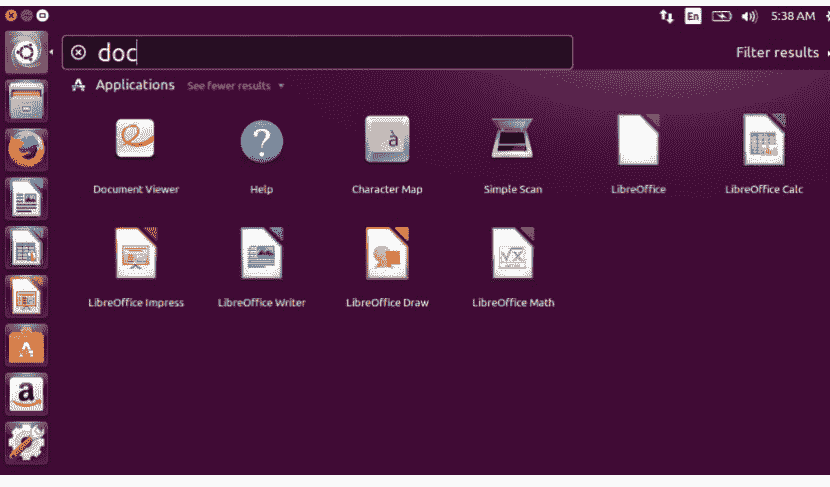 En 5:38 AM
doc
Filter results
Applications See fewer results
Document Viewer Help Character Map Simple Scan LibreOffice LibreOffice Calc
LibreOffice Impress LibreOffice Writer LibreOffice Draw LibreOffice Math